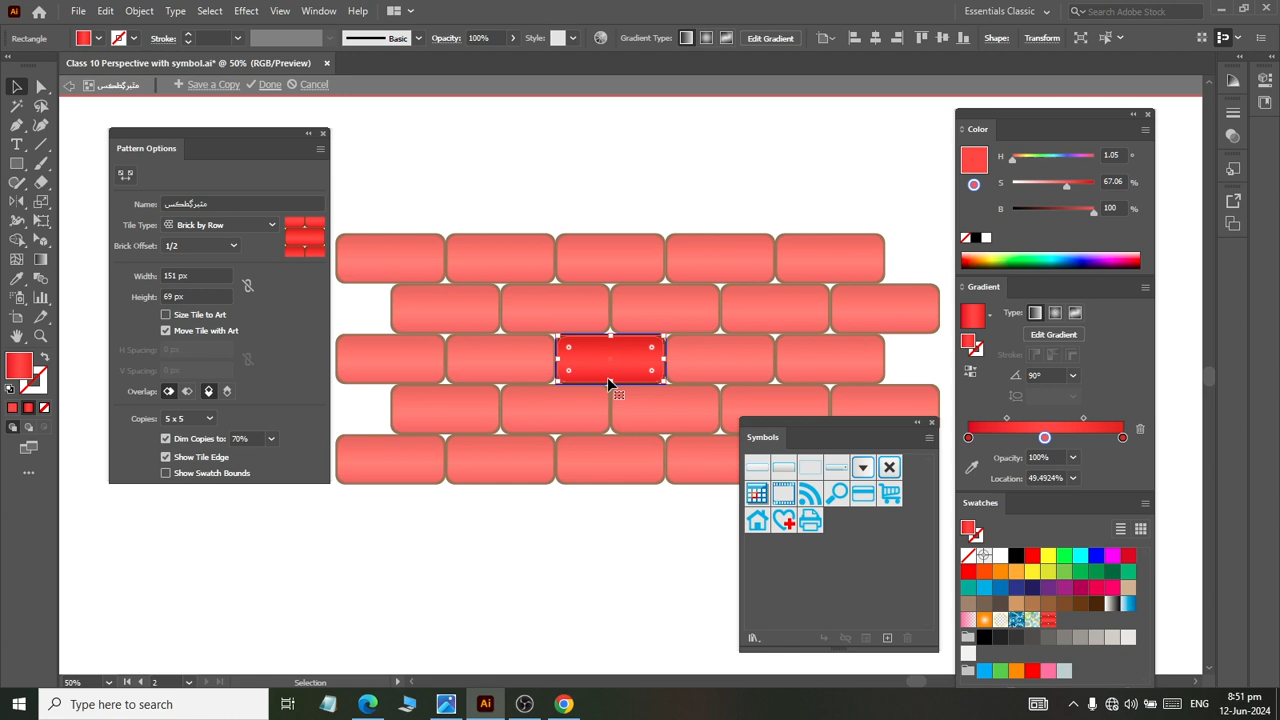 Ai File Edit Object Type Select Effect View Window Help Essentials Classic Search Adobe Stock
Rectangle Stroke: Basic Opacity: 100% Style: Gradient Type: Edit Gradient Shape: Transform
Class 10 Perspective with symbol.ai* @ 50% (RGB/Preview)
Save a Copy Done Cancel
Pattern Options
Tile Type: Brick by Row
Name:
Brick Offset: 1/2
Width: 151 px
Height: 69 px
Size Tile to Art
Move Tile with Art
H Spacing: 0 px
V Spacing: 0 px
Overlap:
Copies: 5 x 5
Dim Copies to: 70%
Show Tile Edge
Show Swatch Bounds
Symbols
Color
H 1.05 °
S 67.06 %
B 100 %
Gradient
Type:
Edit Gradient
Stroke:
90°
Opacity: 100%
Location: 49.4924%
Swatches
50% 2 Selection
Type here to search Ai ENG 8:51 pm
12-Jun-2024